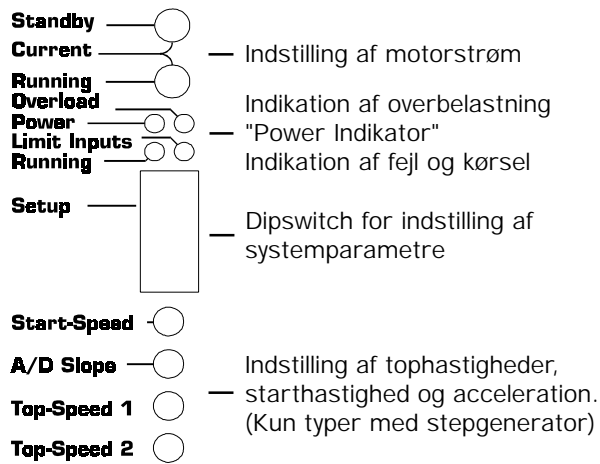 Standby
Current
Running
Indstilling af motorstrøm
Overload
Power
Limit Inputs
Running
Indikation af overbelastning
"Power Indikator"
Indikation af fejl og kørsel
Setup
Dipswitch for indstilling af
systemparametre
Start-Speed
A/D Slope
Top-Speed 1
Top-Speed 2
Indstilling af tophastigheder,
starthastighed og acceleration.
(Kun typer med stepgenerator)